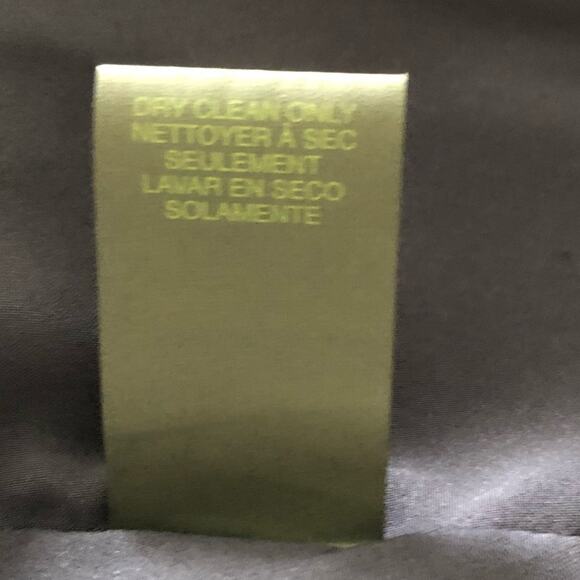 DRY CLEAN ONLY
NETTOYER À SEC
SEULEMENT
LAVAR EN SECO
SOLAMENTE